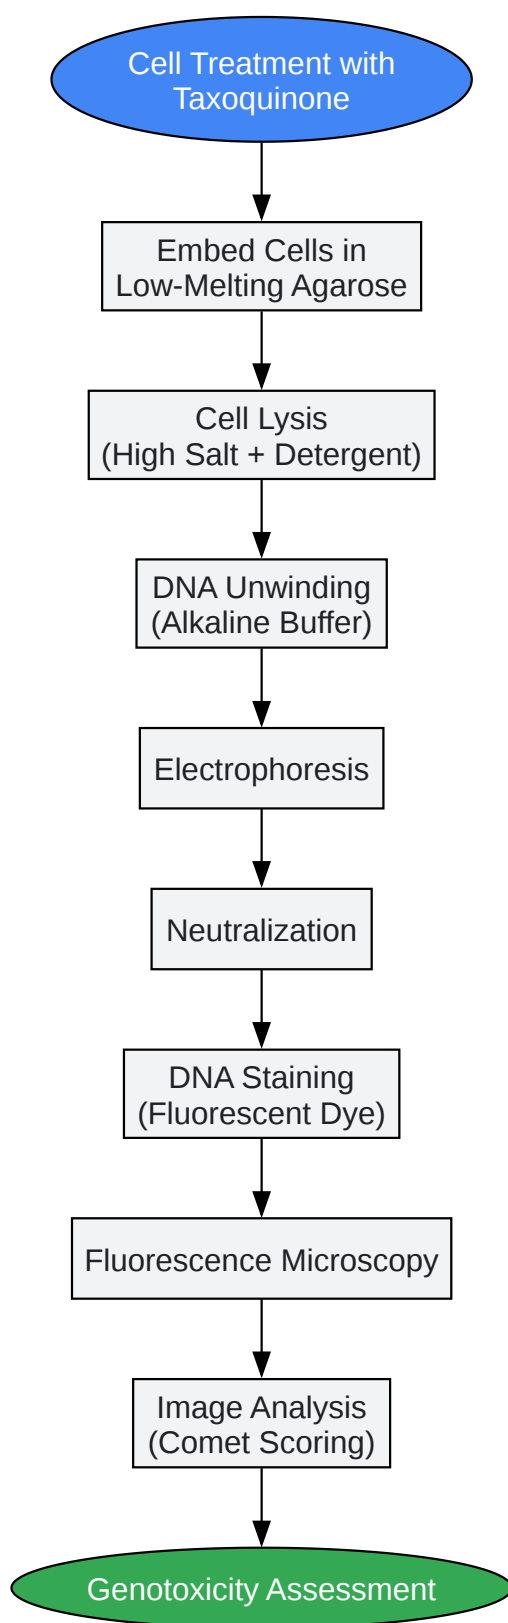 Cell Treatment with
Taxoquinone
Embed Cells in
Low-Melting Agarose
Cell Lysis
(High Salt + Detergent)
DNA Unwinding
(Alkaline Buffer)
Electrophoresis
Neutralization
DNA Staining
(Fluorescent Dye)
Fluorescence Microscopy
Image Analysis
(Comet Scoring)
Genotoxicity Assessment